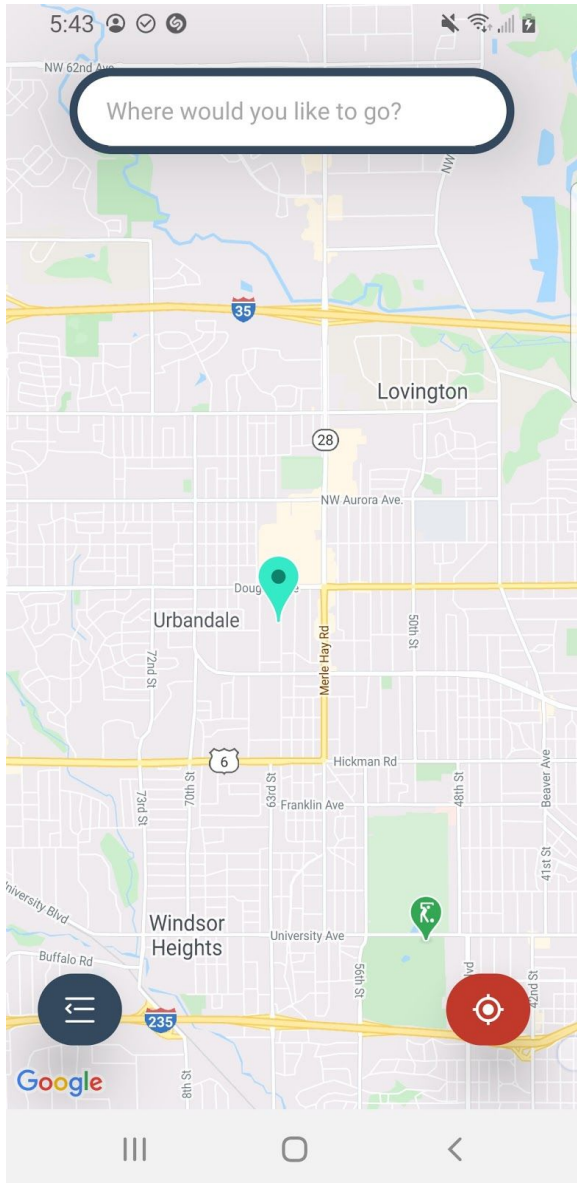 5:43
NW 62nd Ave
Where would you like to go?
NW
35
Lovington
28
NW Aurora Ave.
Doug
Urbandale
50th St
Merle Hay Rd
72nd St
6
Hickman Rd
70th St
63rd St
48th St
Beaver Ave
73rd St
Franklin Ave
41st St
University Blvd
Windsor
Heights
University Ave
Buffalo Rd
56th St
lvd
42nd St
235
Google
8th St